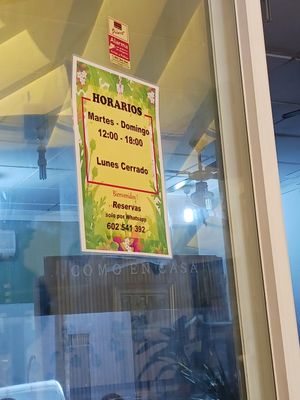 Alarma
HORARIOS
Martes - Domingo
12:00 - 18:00
Lunes Cerrado
Bienvenidos!
Reservas
solo por Whatsapp
602 541 392
COMO EN CASA